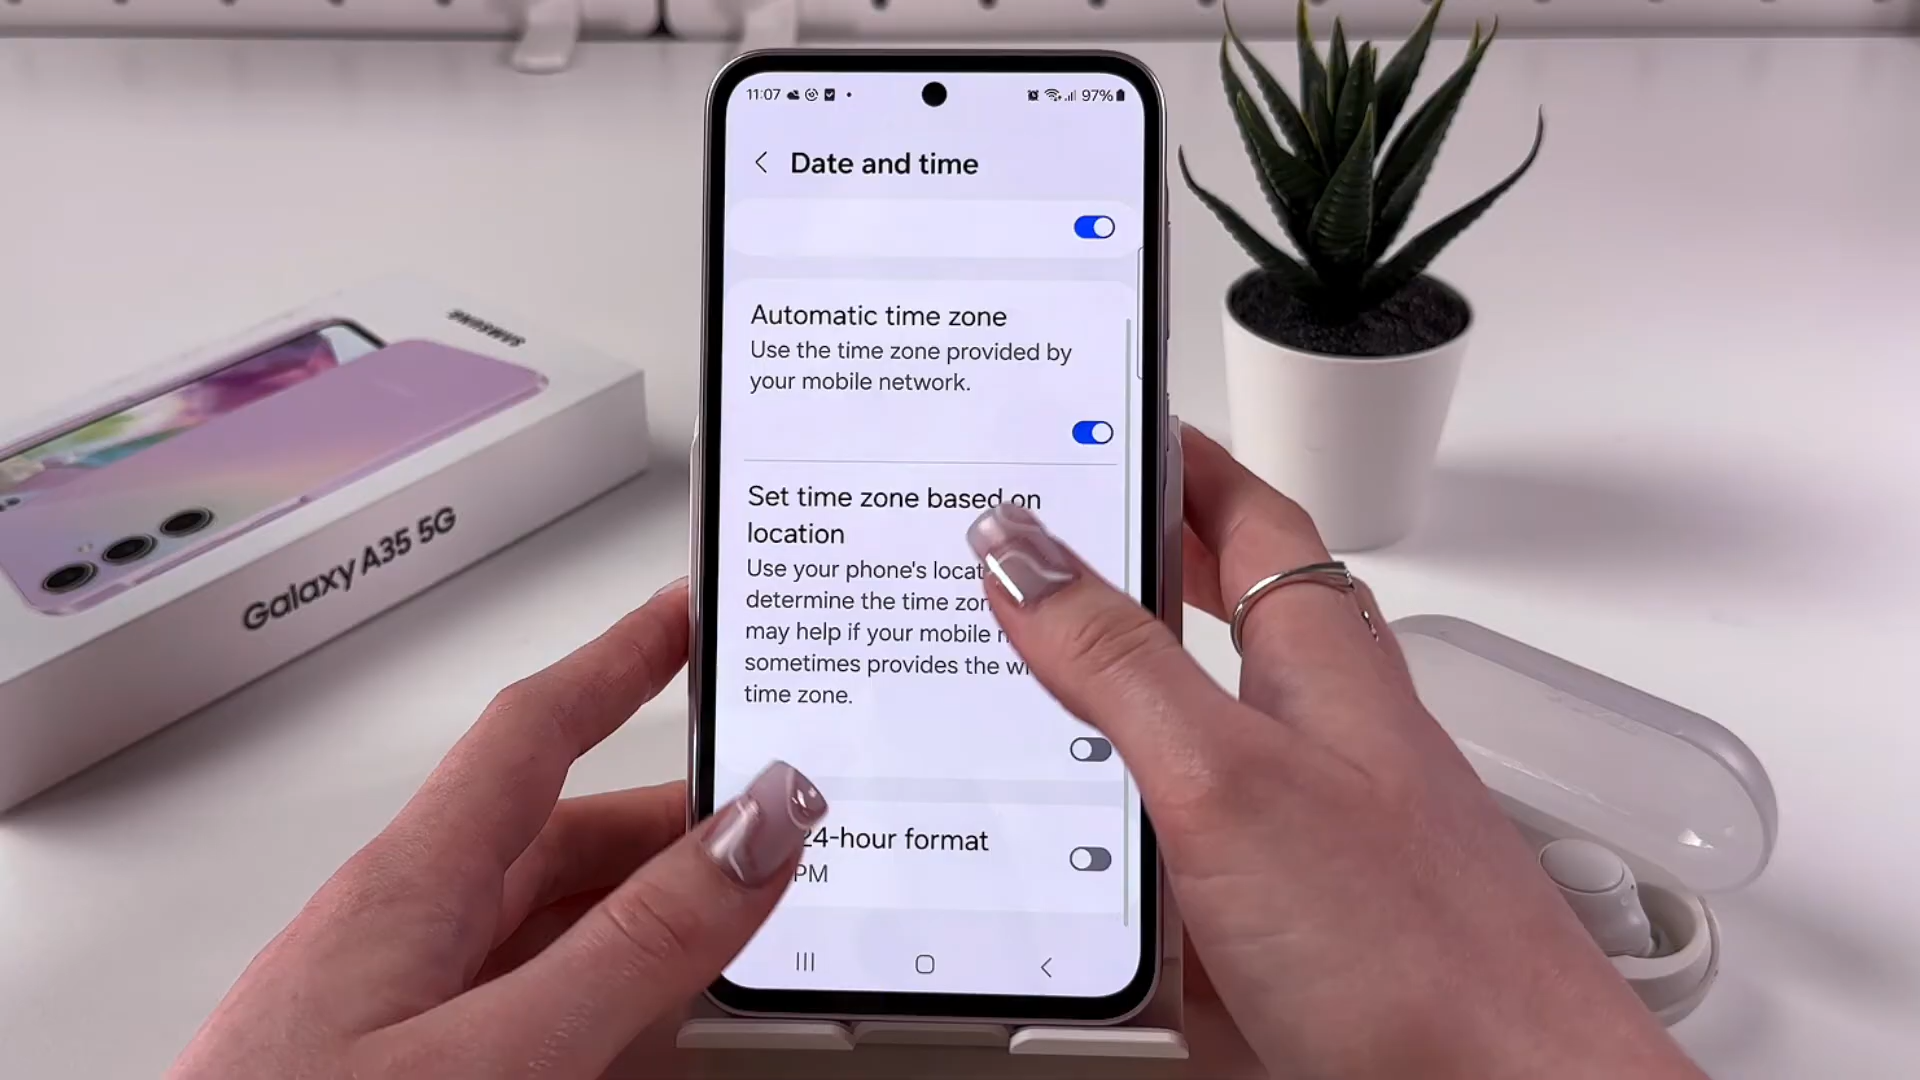 11:07
97%
Date and time
Automatic time zone
Use the time zone provided by
your mobile network.
Set time zone based on
location
Use your phone's locat
determine the time zon
may help if your mobile
sometimes provides the
time zone.
24-hour format
PM
SAMSUNG
Galaxy A35 5G